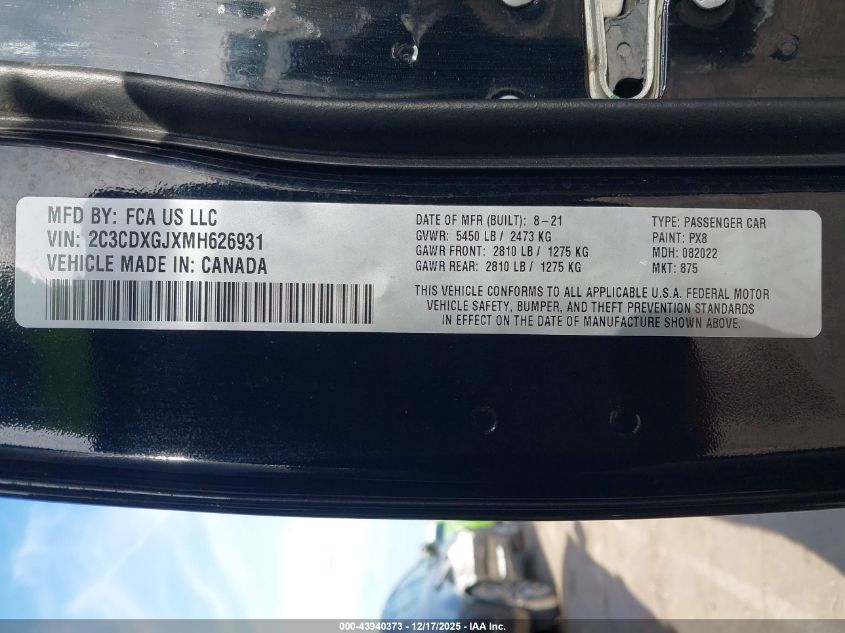 MFD BY: FCA US LLC
VIN: 2C3CDXGJXMH626931
VEHICLE MADE IN: CANADA
DATE OF MFR (BUILT): 8-21
GVWR: 5450 LB / 2473 KG
GAWR FRONT: 2810 LB / 1275 KG
GAWR REAR: 2810 LB / 1275 KG
TYPE: PASSENGER CAR
PAINT: PX8
MDH: 082022
MKT: 875
THIS VEHICLE CONFORMS TO ALL APPLICABLE U.S.A. FEDERAL MOTOR
VEHICLE SAFETY, BUMPER, AND THEFT PREVENTION STANDARDS
IN EFFECT ON THE DATE OF MANUFACTURE SHOWN ABOVE.
000-43940373 - 12/17/2025 - IAA Inc.